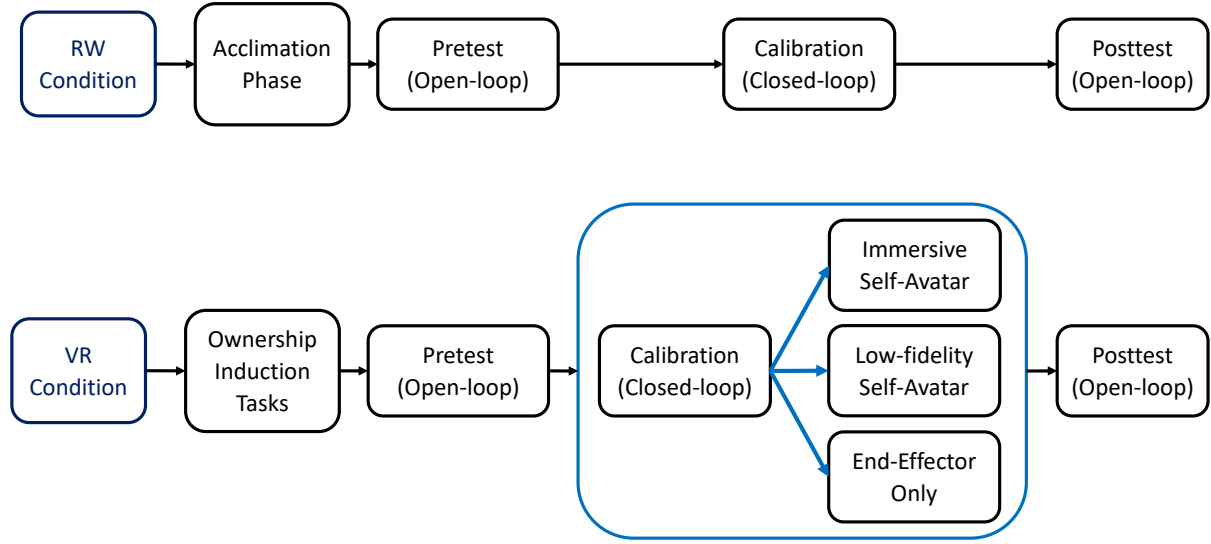 RW
Condition
Acclimation
Phase
Pretest
(Open-loop)
Calibration
(Closed-loop)
Posttest
(Open-loop)
VR
Condition
Ownership
Induction
Tasks
Pretest
(Open-loop)
Calibration
(Closed-loop)
Immersive
Self-Avatar
Low-fidelity
Self-Avatar
End-Effector
Only
Posttest
(Open-loop)